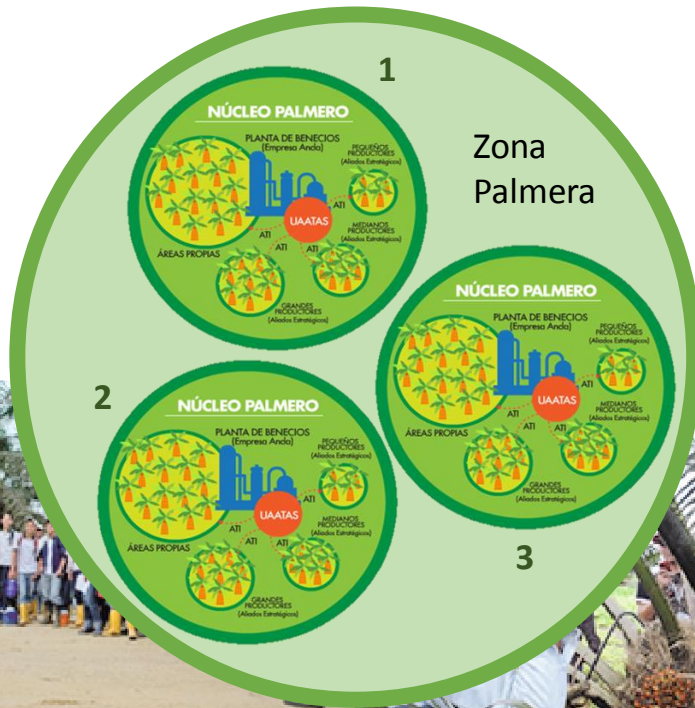 1
NÚCLEO PALMERO
PLANTA DE BENECIOS
(Empresa Ancla)
PEQUEÑOS
PRODUCTORES
(Aliados Estratégicos)
ATI
UAATAS
ATI
ATI
MEDIANOS
PRODUCTORES
(Aliados Estratégicos)
ÁREAS PROPIAS
GRANDES
PRODUCTORES
(Aliados Estratégicos)
Zona
Palmera
2
NÚCLEO PALMERO
PLANTA DE BENECIOS
(Empresa Ancla)
PEQUEÑOS
PRODUCTORES
(Aliados Estratégicos)
ATI
UAATAS
ATI
ATI
ATI
MEDIANOS
PRODUCTORES
(Aliados Estratégicos)
ÁREAS PROPIAS
GRANDES
PRODUCTORES
(Aliados Estratégicos)
NÚCLEO PALMERO
PLANTA DE BENECIOS
(Empresa Ancla)
PEQUEÑOS
PRODUCTORES
(Aliados Estratégicos)
ATI
UAATAS
ATI
ATI
ATI
MEDIANOS
PRODUCTORES
(Aliados Estratégicos)
ÁREAS PROPIAS
GRANDES
PRODUCTORES
(Aliados Estratégicos)
3